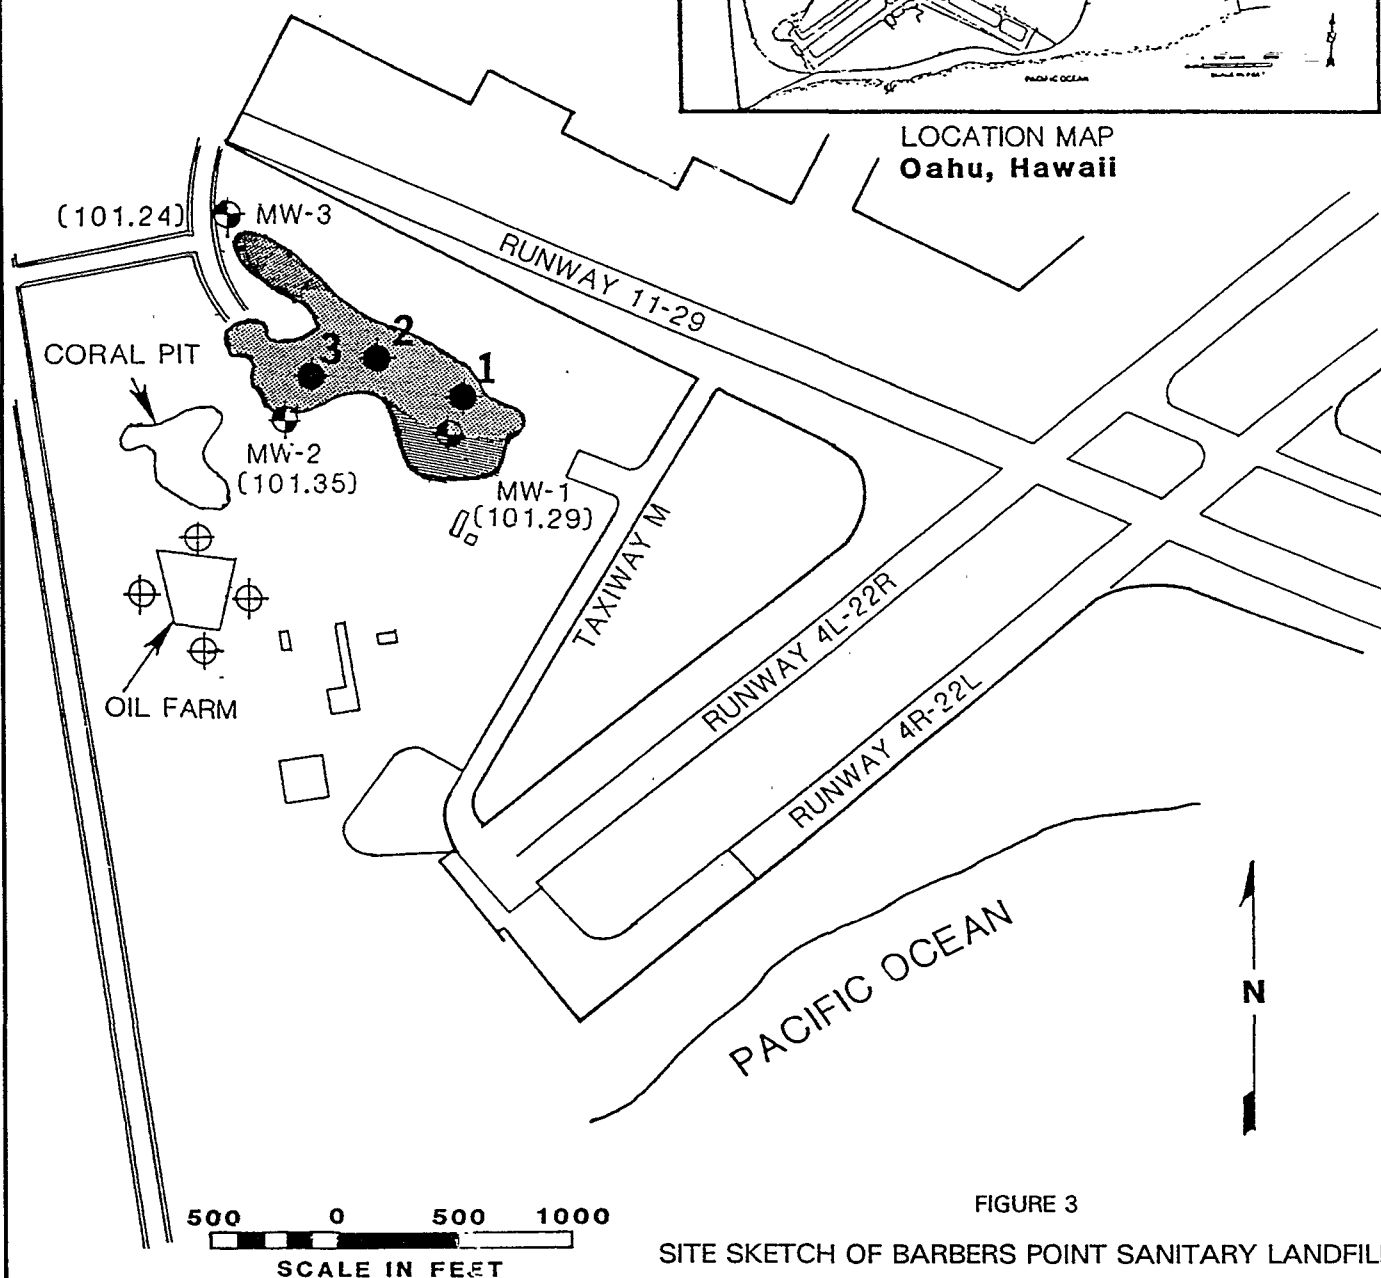 PACIFIC OCEAN
LOCATION MAP
Oahu, Hawaii
(101.24)
MW-3
RUNWAY 11-29
CORAL PIT
2
3
1
MW-2
(101.35)
MW-1
(101.29)
TAXIWAY M
RUNWAY 4L-22R
RUNWAY 4R-22L
OIL FARM
PACIFIC OCEAN
N
500 0 500 1000
SCALE IN FEET
FIGURE 3
SITE SKETCH OF BARBERS POINT SANITARY LANDFIL